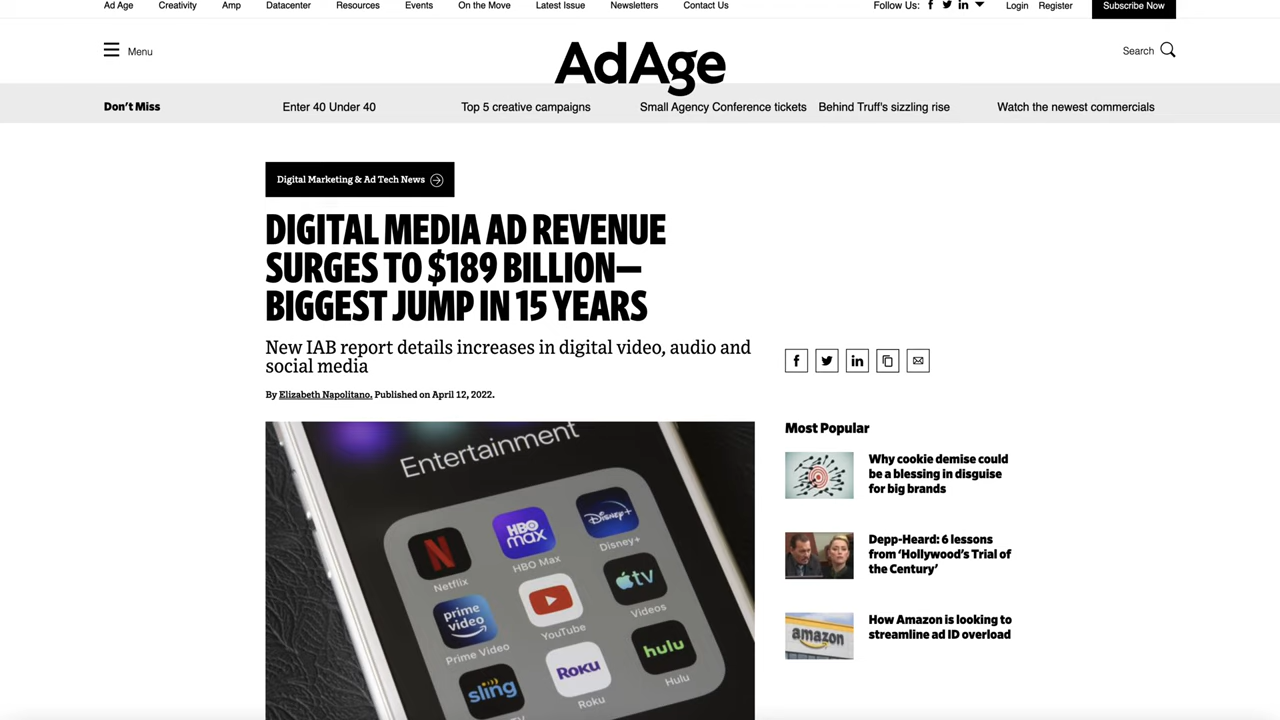 Ad Age Creativity Amp Datacenter Resources Events On the Move Latest Issue Newsletters Contact Us Follow Us: Login Register Subscribe Now
Menu
AdAge
Search
Don't Miss Enter 40 Under 40 Top 5 creative campaigns Small Agency Conference tickets Behind Truff's sizzling rise Watch the newest commercials
Digital Marketing & Ad Tech News
DIGITAL MEDIA AD REVENUE
SURGES TO $189 BILLION—
BIGGEST JUMP IN 15 YEARS
New IAB report details increases in digital video, audio and
social media
By Elizabeth Napolitano. Published on April 12, 2022.
Entertainment
N
Netflix
HBO
max
HBO Max
Disney+
Disney+
prime
video
Prime Video
YouTube
tv
Videos
sling
TV
Roku
Roku
hulu
Hulu
Most Popular
Why cookie demise could
be a blessing in disguise
for big brands
Depp-Heard: 6 lessons
from 'Hollywood's Trial of
the Century'
amazon
How Amazon is looking to
streamline ad ID overload